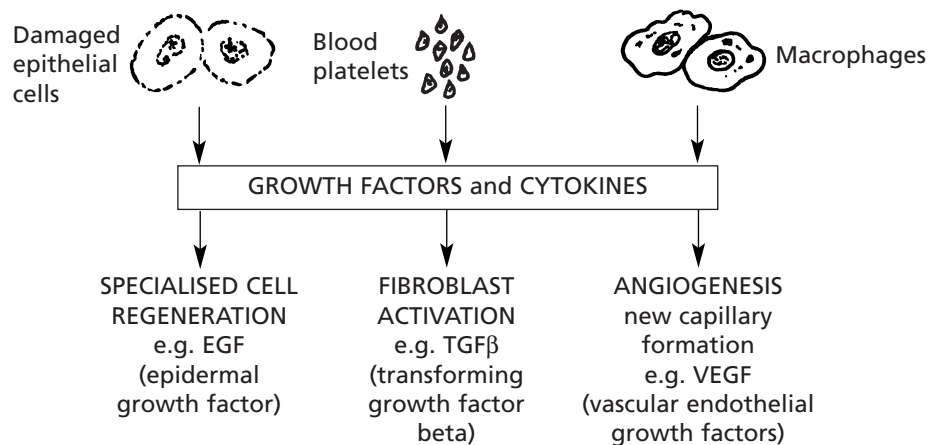 Damaged
epithelial
cells
Blood
platelets
Macrophages
GROWTH FACTORS and CYTOKINES
SPECIALISED CELL
REGENERATION
e.g. EGF
(epidermal
growth factor)
FIBROBLAST
ACTIVATION
e.g. TGFβ
(transforming
growth factor
beta)
ANGIOGENESIS
new capillary
formation
e.g. VEGF
(vascular endothelial
growth factors)